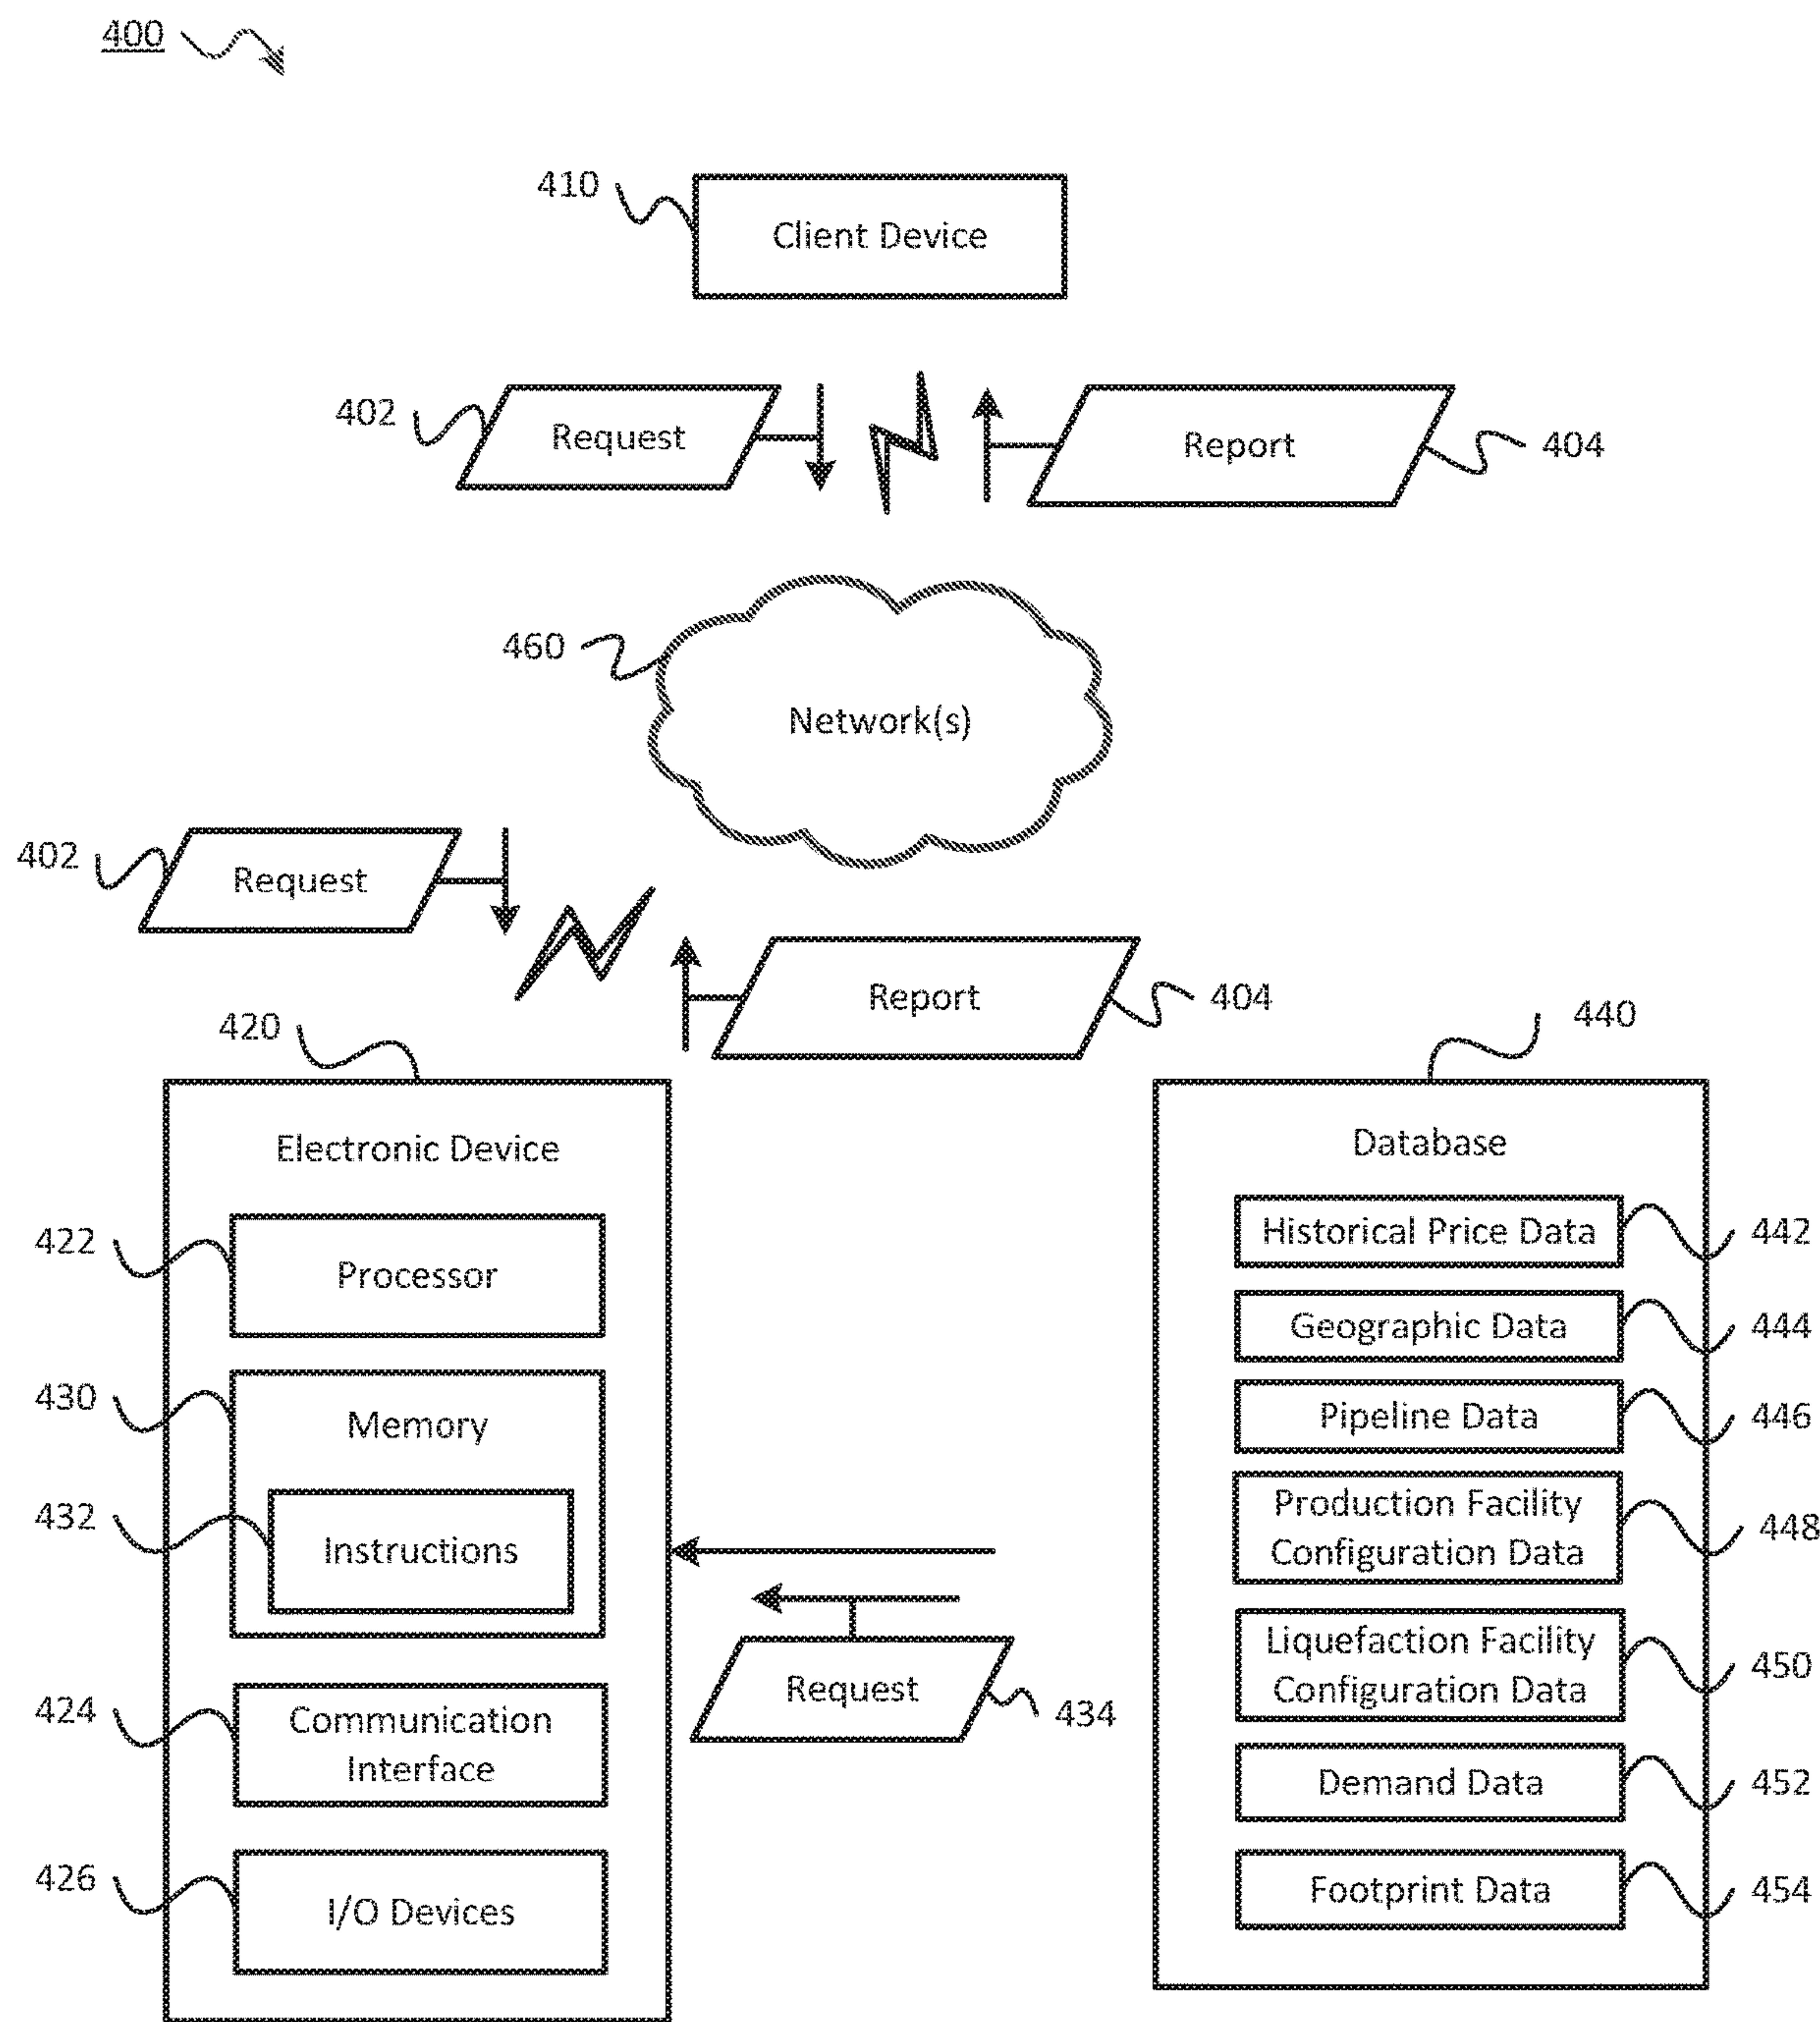 400
410
Client Device
402
Request
Report
404
460
Network(s)
402
Request
Report
404
420
440
Electronic Device
Database
422
Processor
Historical Price Data
442
Geographic Data
444
430
Memory
Pipeline Data
446
432
Instructions
Production Facility
Configuration Data
448
Request
434
Liquefaction Facility
Configuration Data
450
424
Communication
Interface
Demand Data
452
426
I/O Devices
Footprint Data
454